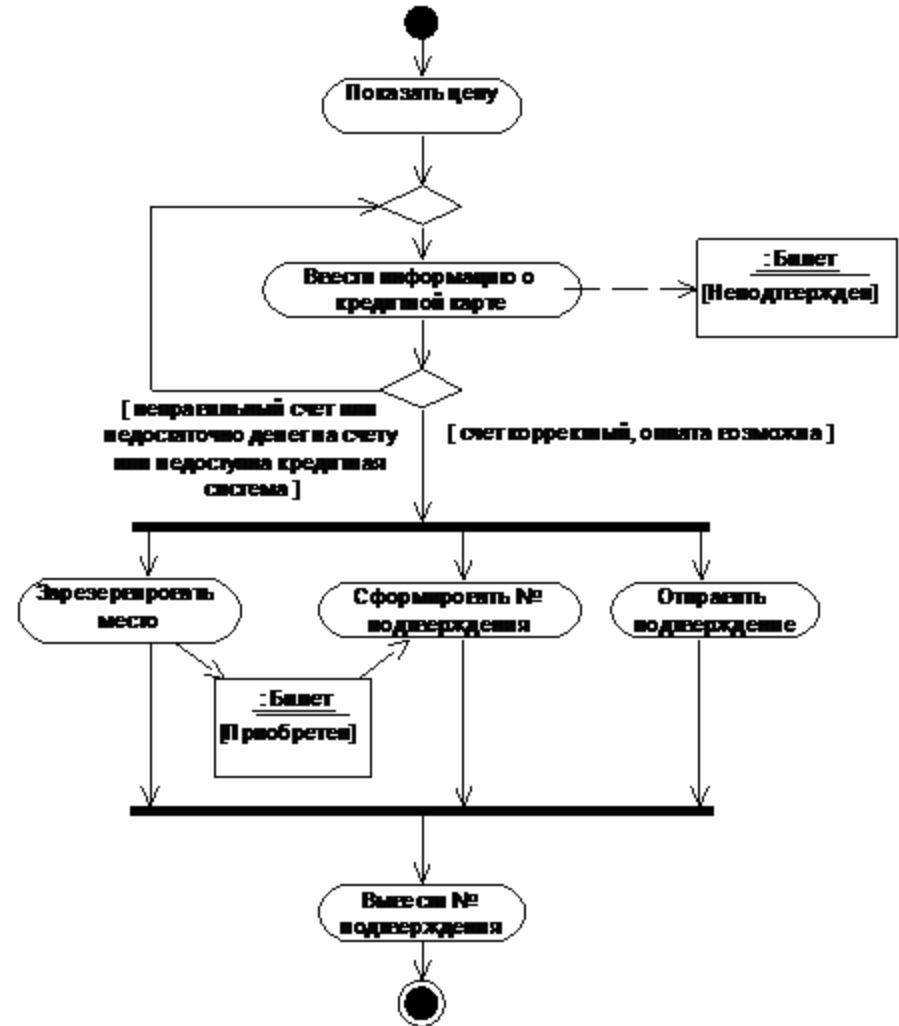 Показать цену
Ввести информацию о
кредитной карте
: Билет
[Неподтвержден]
[ неправильный счет или
недостаточно денег на счету
или недоступна кредитная
система ]
[ счет корректный, оплата возможна ]
Зарезервировать
место
Сформировать №
подтверждения
Отправить
подтверждение
: Билет
[Приобретен]
Вывести №
подтверждения